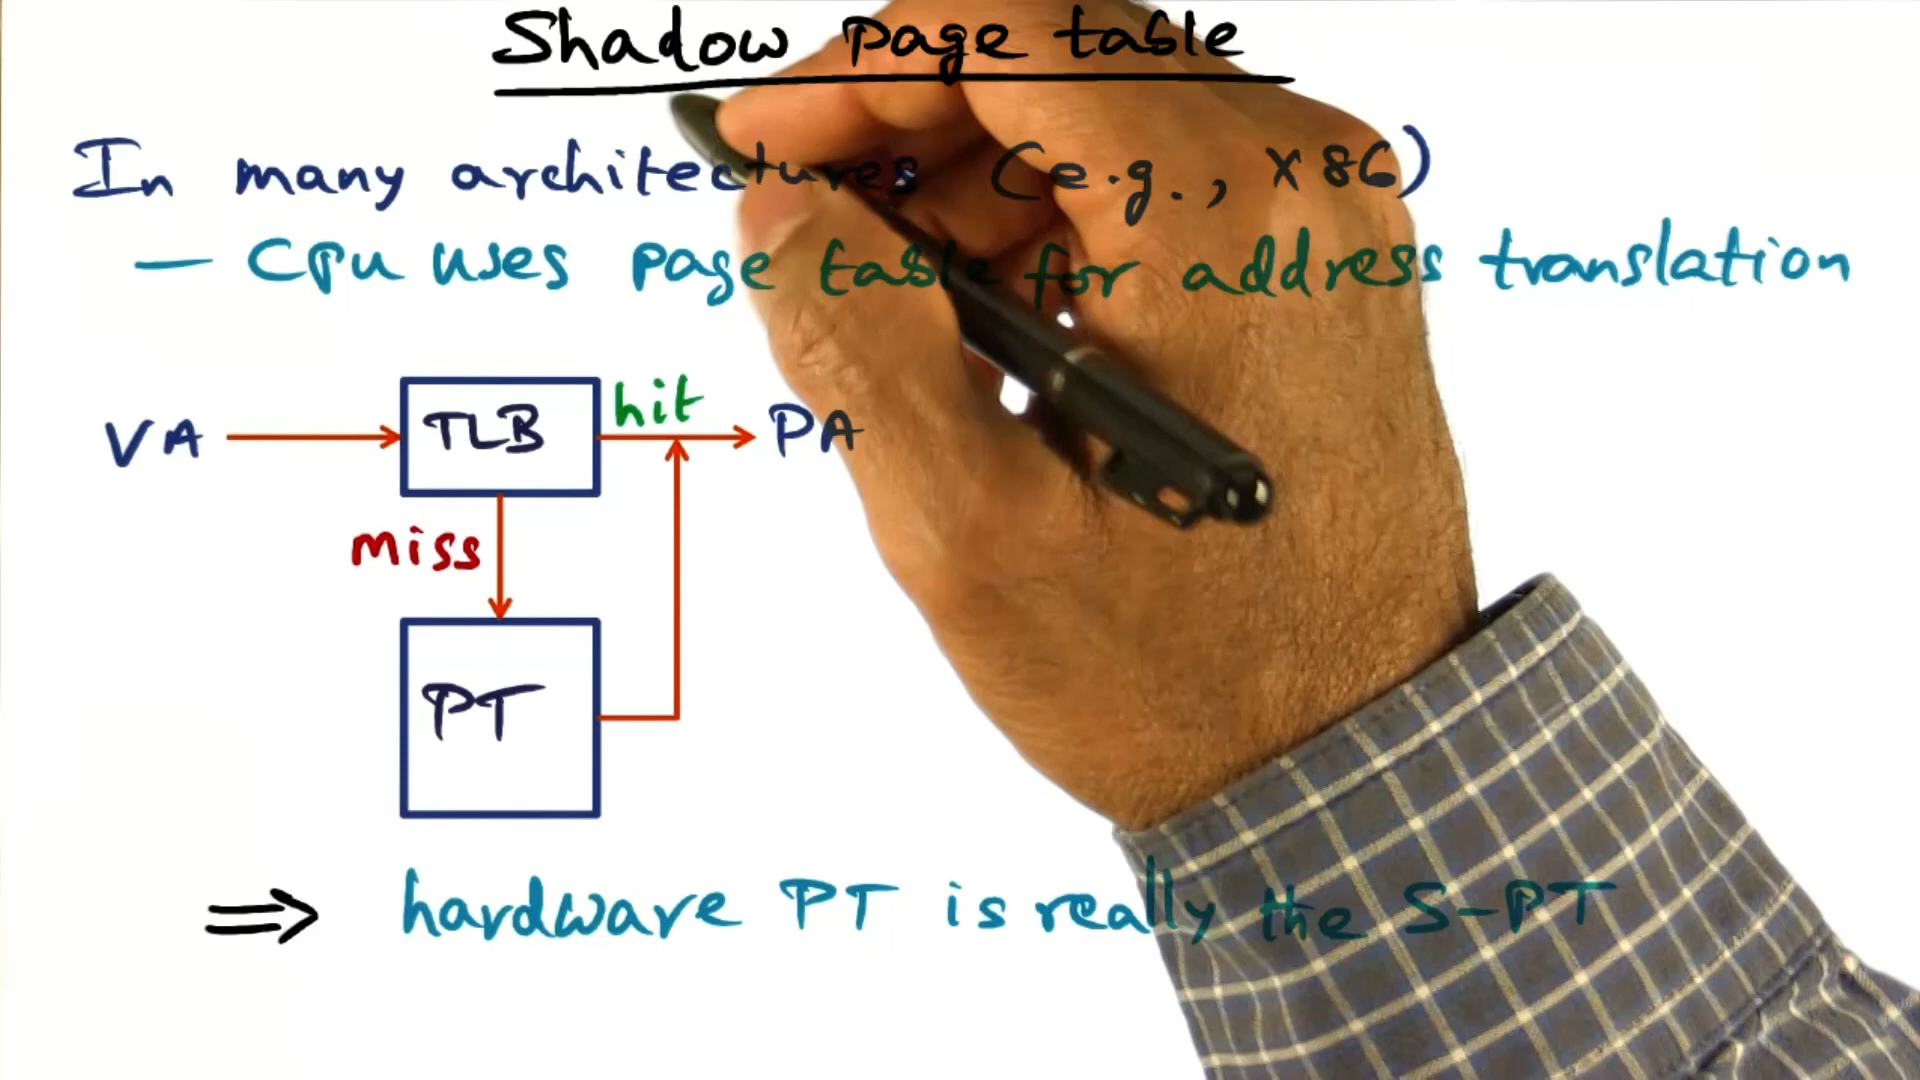 Shadow page table
In many architectures (e.g., x86)
— CPU uses page table for address translation
VA
TLB
hit
PA
miss
PT
⇒ hardware PT is really the S-PT